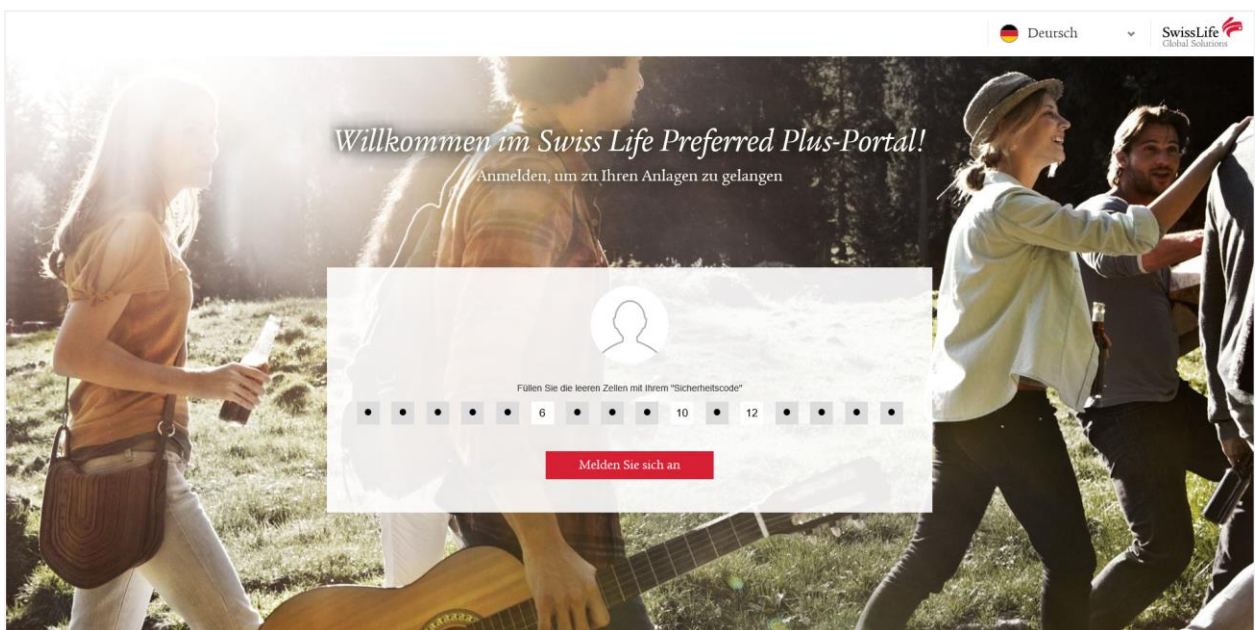 Deursch
SwissLife
Global Solutions
Willkommen im Swiss Life Preferred Plus-Portal!
Anmelden, um zu Ihren Anlagen zu gelangen
Füllen Sie die leeren Zellen mit Ihrem "Sicherheitscode"
6 10 12
Melden Sie sich an